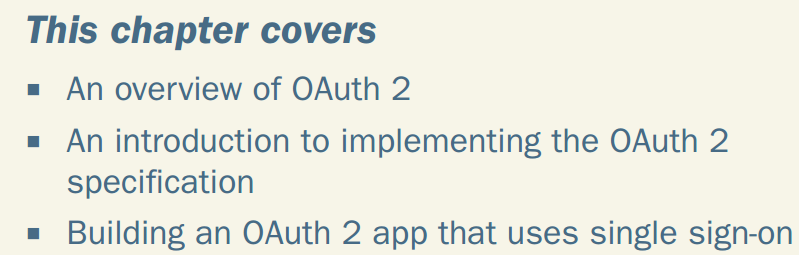 This chapter covers
■ An overview of OAuth 2
■ An introduction to implementing the OAuth 2
specification
■ Building an OAuth 2 app that uses single sign-on